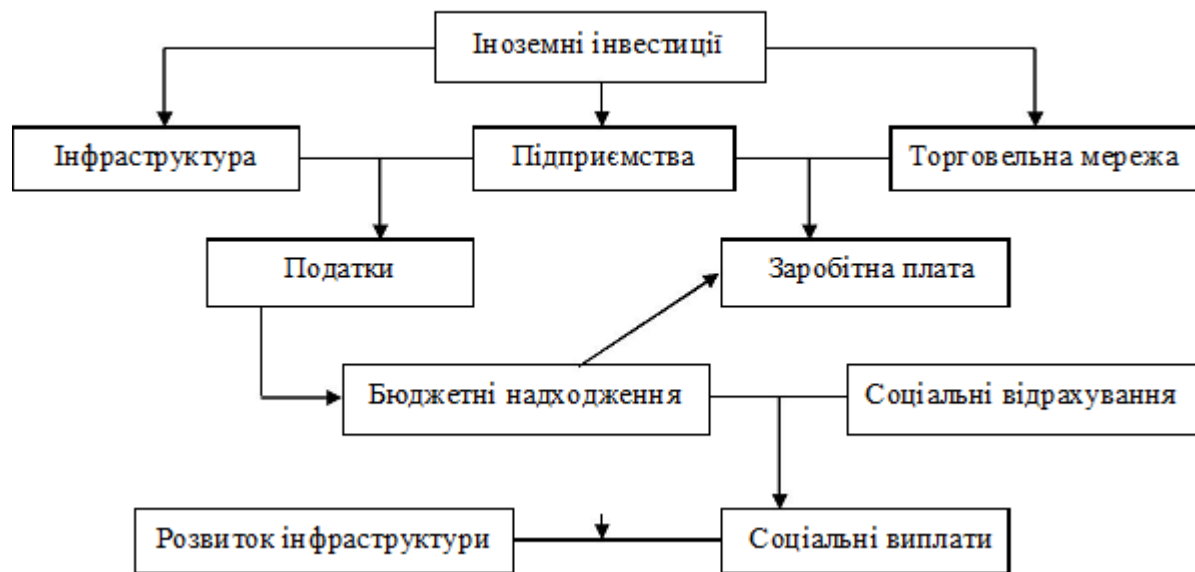 Іноземні інвестиції
Інфраструктура
Підприємства
Торговельна мережа
Податки
Заробітна плата
Бюджетні надходження
Соціальні відрахування
Розвиток інфраструктури
Соціальні виплати